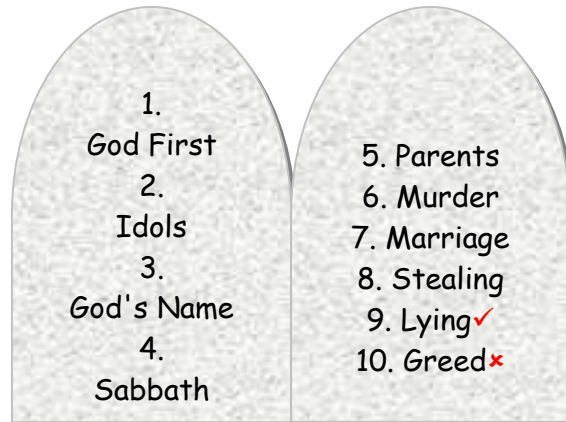 1.
God First
2.
Idols
3.
God's Name
4.
Sabbath
5. Parents
6. Murder
7. Marriage
8. Stealing
9. Lying✓
10. Greed✘